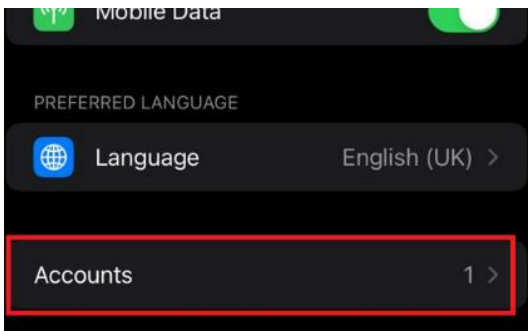 Mobile Data
PREFERRED LANGUAGE
Language English (UK) >
Accounts 1 >